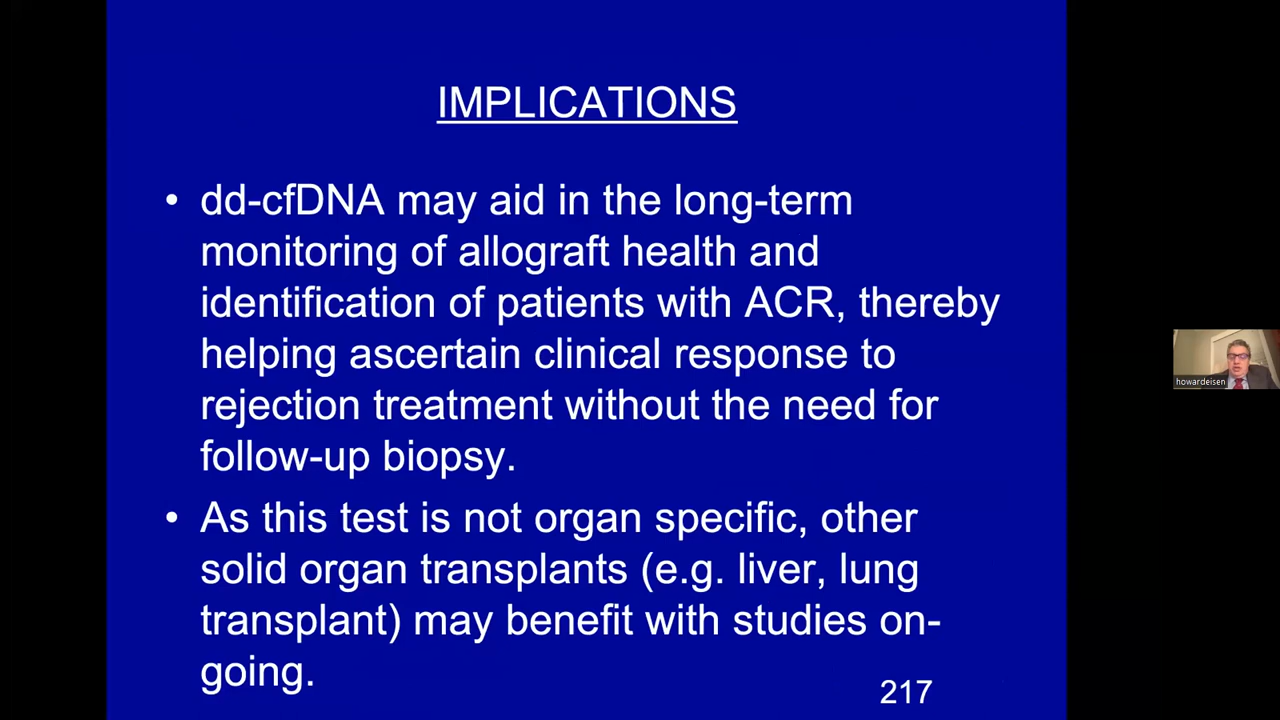 IMPLICATIONS
• dd-cfDNA may aid in the long-term
monitoring of allograft health and
identification of patients with ACR, thereby
helping ascertain clinical response to
rejection treatment without the need for
follow-up biopsy.
• As this test is not organ specific, other
solid organ transplants (e.g. liver, lung
transplant) may benefit with studies on-
going.
217
howardeisen